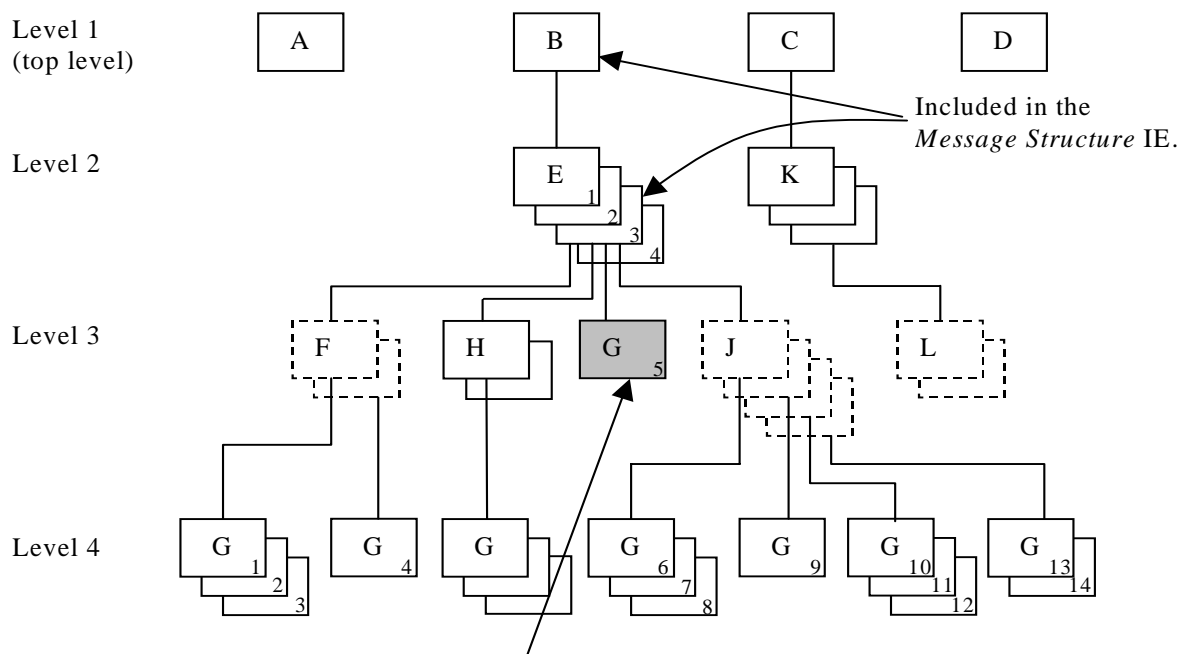 Level 1
(top level)
A
B
C
D
Included in the
Message Structure IE.
Level 2
E
1
2
3
4
K
Level 3
F
H
G
5
J
L
Level 4
G
1
2
3
G
4
G
G
6
7
8
G
9
G
10
11
12
G
13
14